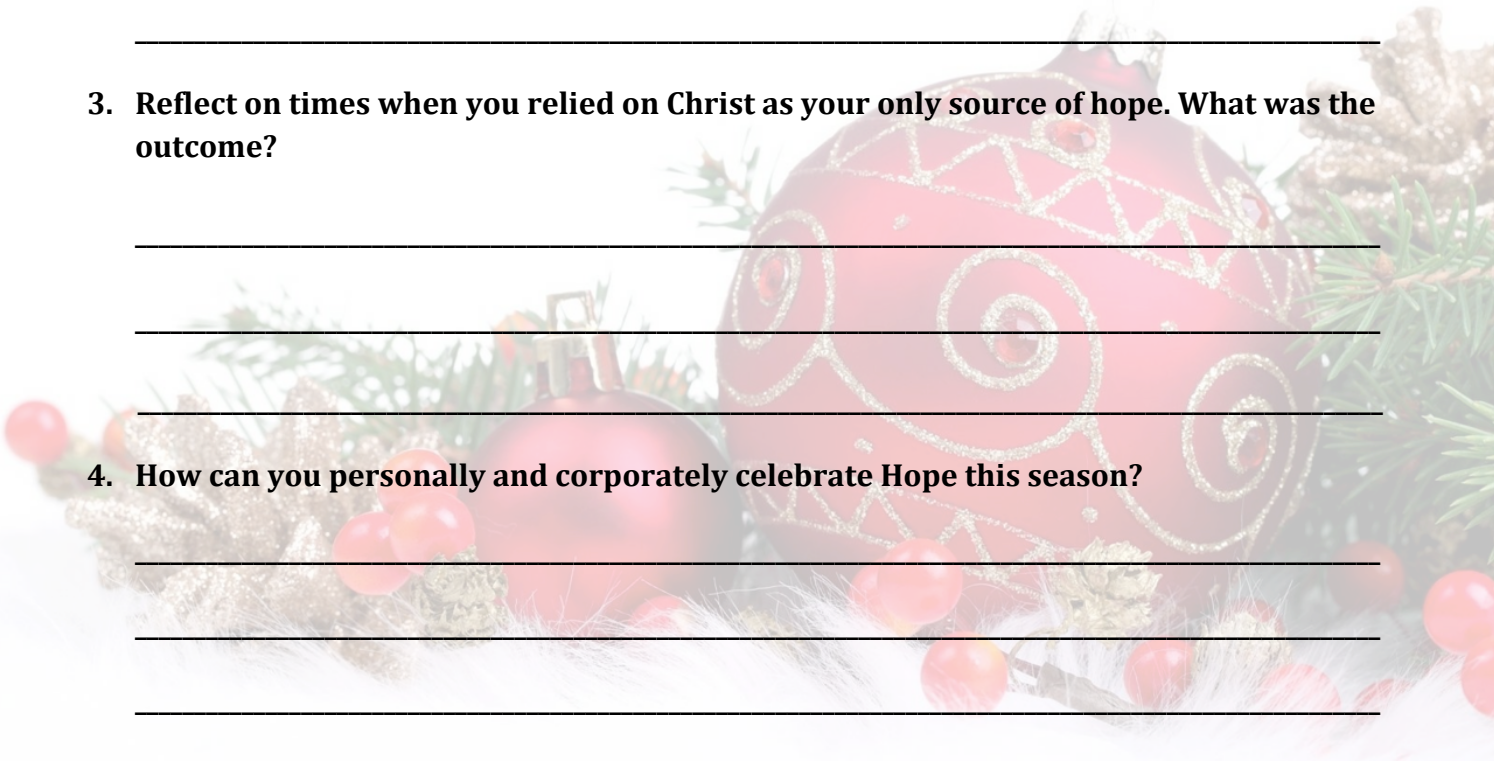 3. Reflect on times when you relied on Christ as your only source of hope. What was the
outcome?
4. How can you personally and corporately celebrate Hope this season?